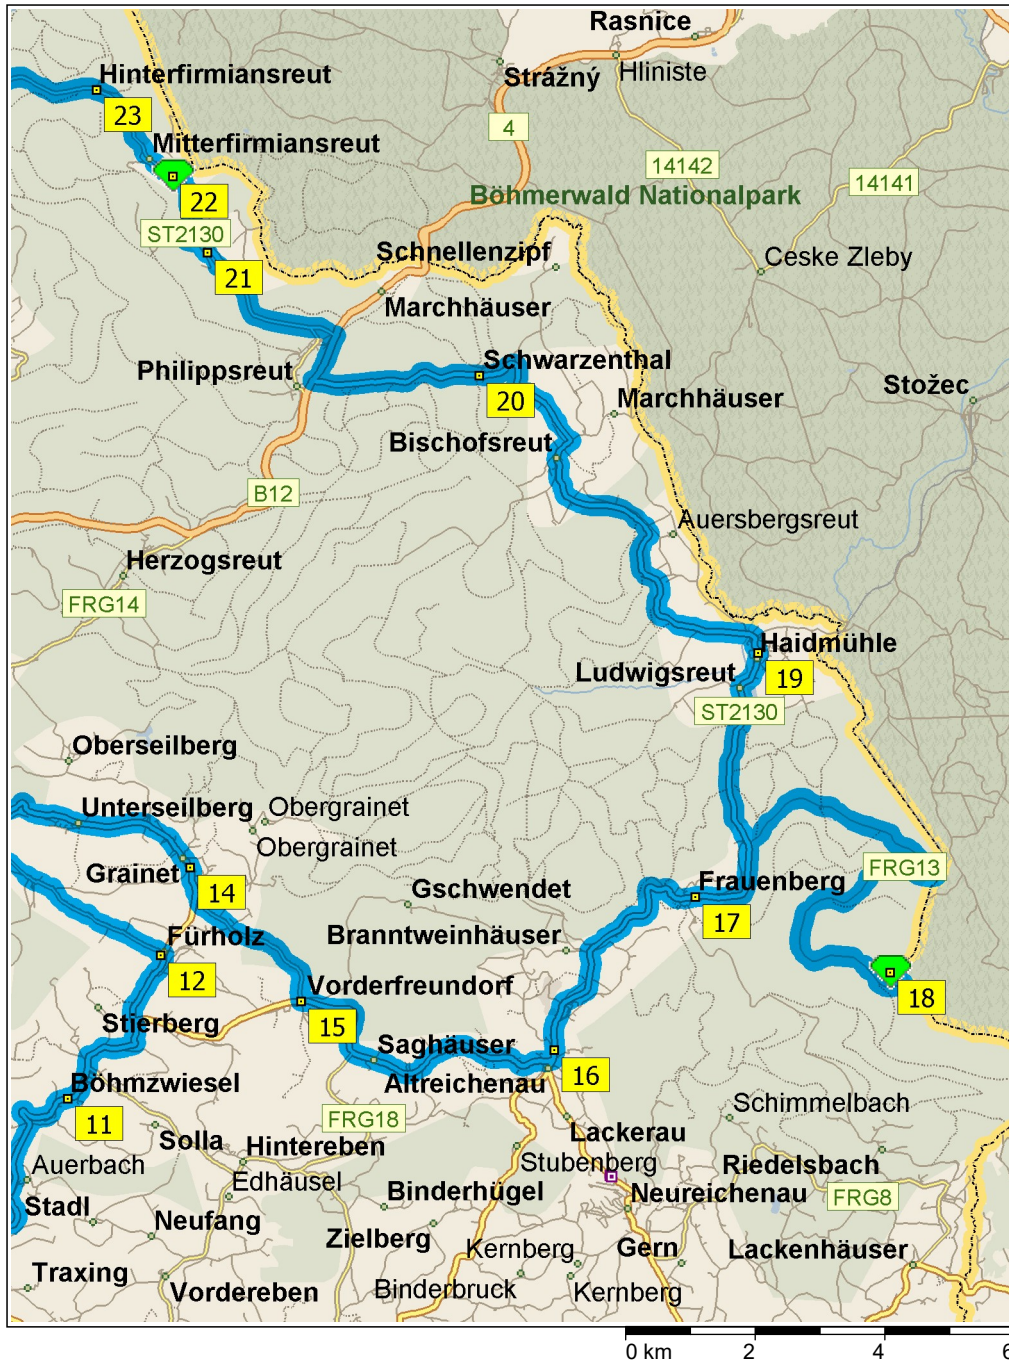 Rasnice
Hinterfirmiansreut
Strážný
Hliniste
23
4
Mitterfirmiansreut
14142
14141
22
Böhmerwald Nationalpark
ST2130
Schnellenzipf
Ceske Zleby
21
Marchhäuser
Philippsreut
Schwarzenthal
Stožec
20
Marchhäuser
Bischofsreut
B12
Auersbergsreut
Herzogsreut
FRG14
Haidmühle
Ludwigsreut
19
ST2130
Oberseilberg
Unterseilberg
Obergrainet
Obergrainet
Grainet
FRG13
14
Gschwendet
Frauenberg
17
Fürholz
Branntweinhäuser
12
Vorderfreundorf
18
Stierberg
15
Saghäuser
16
Altreichenau
Böhmzwiesel
11
FRG18
Schimmelbach
Solla
Hintereben
Lackerau
Auerbach
Stubenberg
Riedelsbach
Edhäusel
Binderhügel
Neureichenau
FRG8
Stadl
Neufang
Zielberg
Kernberg
Gern
Lackenhäuser
Traxing
Vordereben
Binderbruck
Kernberg
0 km 2 4 6